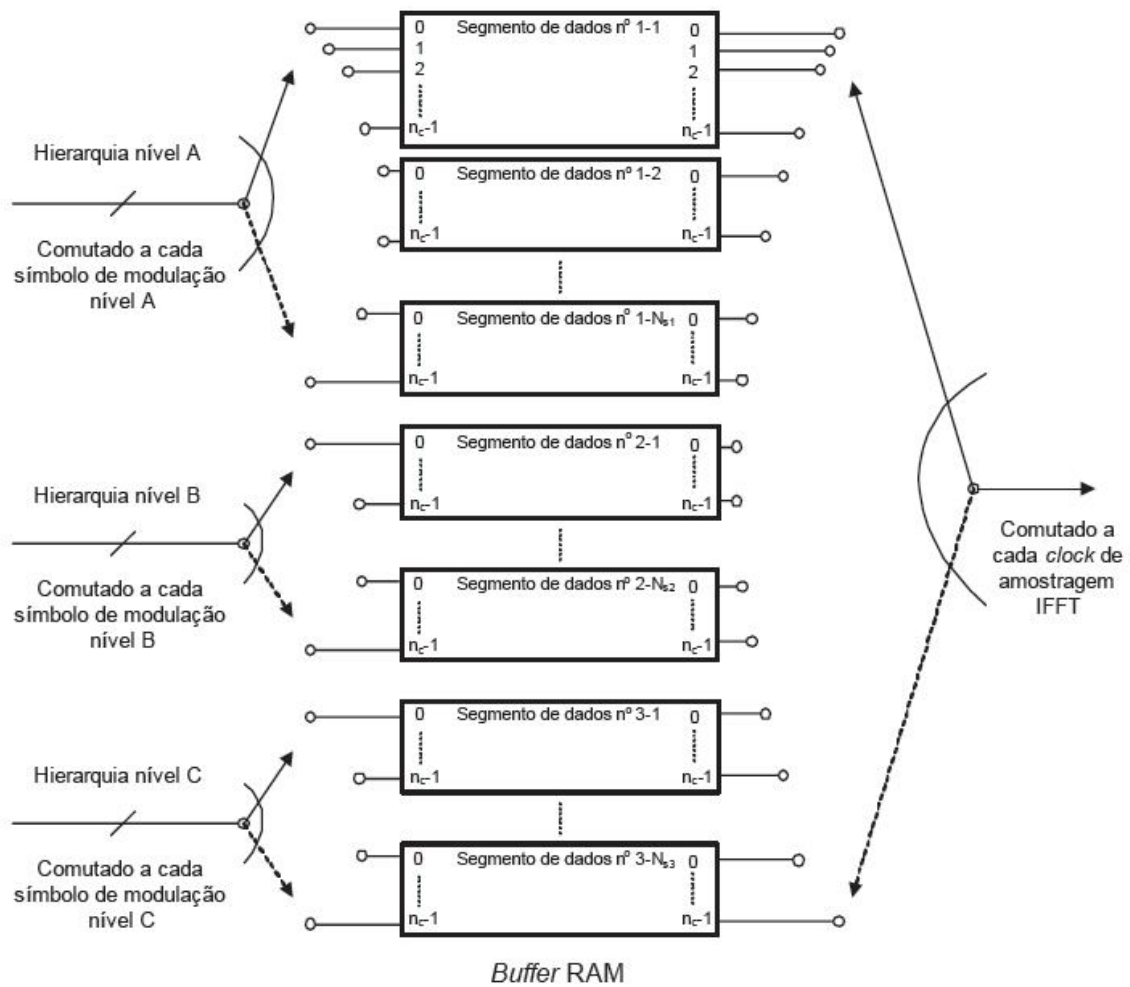 0 Segmento de dados nº 1-1 0
1 1
2 2
nc-1 nc-1
Hierarquia nível A
Comutado a cada
símbolo de modulação
nível A
0 Segmento de dados nº 1-2 0
nc-1 nc-1
0 Segmento de dados nº 1-Ns1 0
nc-1 nc-1
Hierarquia nível B
Comutado a cada
símbolo de modulação
nível B
0 Segmento de dados nº 2-1 0
nc-1 nc-1
0 Segmento de dados nº 2-Ns2 0
nc-1 nc-1
Hierarquia nível C
Comutado a cada
símbolo de modulação
nível C
0 Segmento de dados nº 3-1 0
nc-1 nc-1
0 Segmento de dados nº 3-Ns3 0
nc-1 nc-1
Comutado a
cada clock de
amostragem
IFFT
Buffer RAM